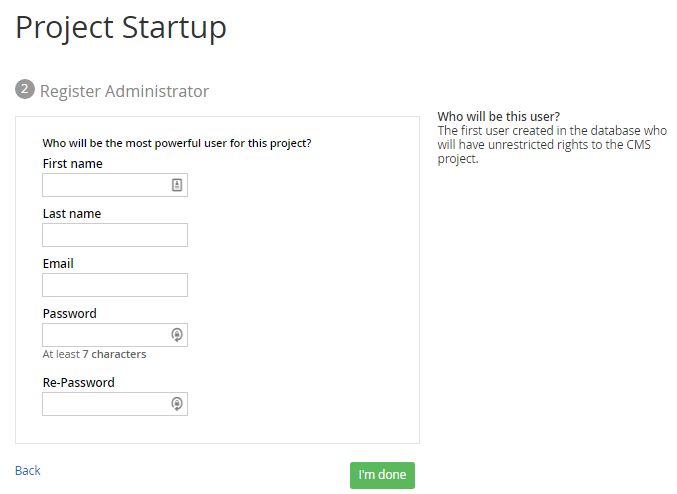 Project Startup
2 Register Administrator
Who will be the most powerful user for this project?
First name
Last name
Email
Password
At least 7 characters
Re-Password
Who will be this user?
The first user created in the database who
will have unrestricted rights to the CMS
project.
Back
I'm done